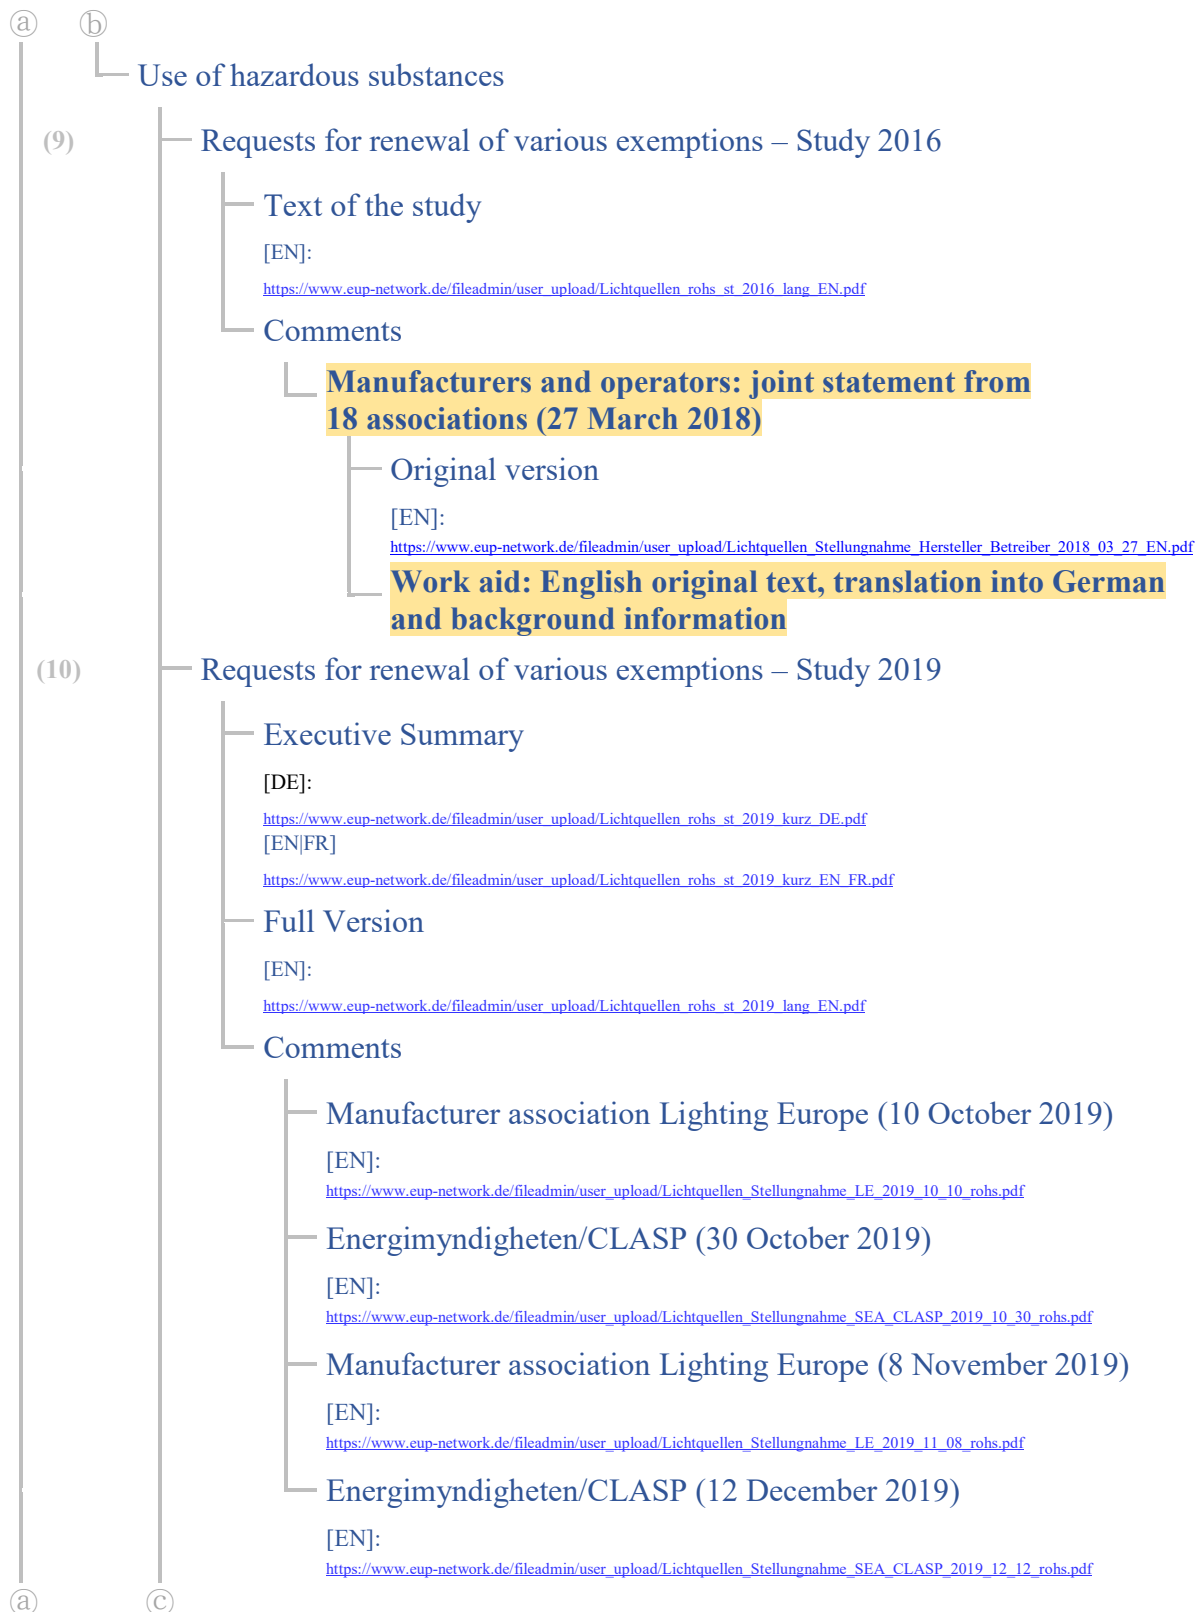 ⓐ ⓑ
Use of hazardous substances
(9) Requests for renewal of various exemptions – Study 2016
Text of the study
[EN]:
https://www.eup-network.de/fileadmin/user_upload/Lichtquellen_rohs_st_2016_lang_EN.pdf
Comments
Manufacturers and operators: joint statement from
18 associations (27 March 2018)
Original version
[EN]:
https://www.eup-network.de/fileadmin/user_upload/Lichtquellen_Stellungnahme_Hersteller_Betreiber_2018_03_27_EN.pdf
Work aid: English original text, translation into German
and background information
(10) Requests for renewal of various exemptions – Study 2019
Executive Summary
[DE]:
https://www.eup-network.de/fileadmin/user_upload/Lichtquellen_rohs_st_2019_kurz_DE.pdf
[EN|FR]
https://www.eup-network.de/fileadmin/user_upload/Lichtquellen_rohs_st_2019_kurz_EN_FR.pdf
Full Version
[EN]:
https://www.eup-network.de/fileadmin/user_upload/Lichtquellen_rohs_st_2019_lang_EN.pdf
Comments
Manufacturer association Lighting Europe (10 October 2019)
[EN]:
https://www.eup-network.de/fileadmin/user_upload/Lichtquellen_Stellungnahme_LE_2019_10_10_rohs.pdf
Energimyndigheten/CLASP (30 October 2019)
[EN]:
https://www.eup-network.de/fileadmin/user_upload/Lichtquellen_Stellungnahme_SEA_CLASP_2019_10_30_rohs.pdf
Manufacturer association Lighting Europe (8 November 2019)
[EN]:
https://www.eup-network.de/fileadmin/user_upload/Lichtquellen_Stellungnahme_LE_2019_11_08_rohs.pdf
Energimyndigheten/CLASP (12 December 2019)
[EN]:
https://www.eup-network.de/fileadmin/user_upload/Lichtquellen_Stellungnahme_SEA_CLASP_2019_12_12_rohs.pdf
ⓐ ⓒ